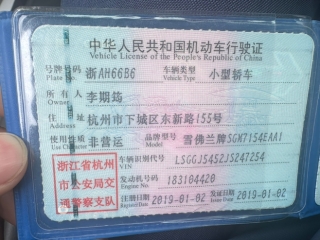 中华人民共和国机动车行驶证
Vehicle License of the People's Republic of China
号牌号码 浙AH66B6 车辆类型 小型轿车
Plate No. Vehicle Type
所有人 李期筠
Owner
住址 杭州市下城区东新路155号
Address
使用性质 非营运 品牌型号 雪佛兰牌SGM7154EAA1
Use Character Model
浙江省杭州市公安局交通警察支队
车辆识别代号 LSGGJ5452JS247254
VIN
发动机号码 183104420
Engine No.
注册日期 2019-01-02 发证日期 2019-01-02
Register Date Issue Date